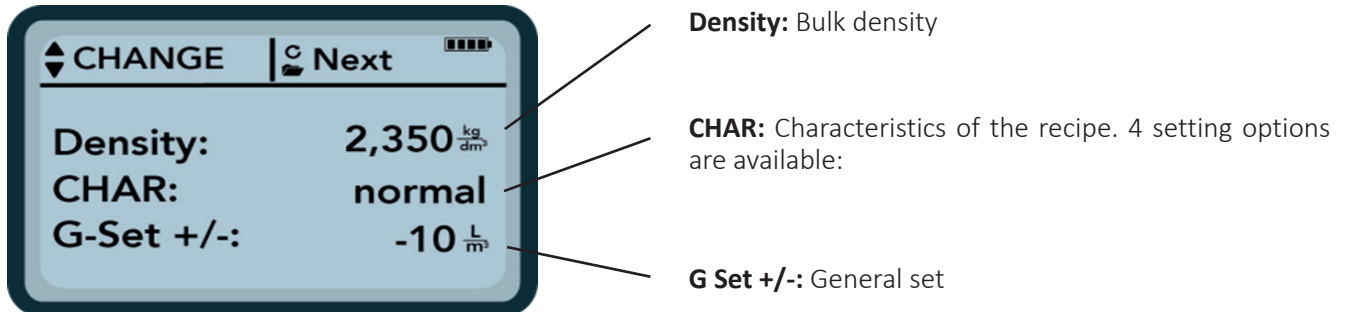 CHANGE C Next
Density: 2,350 kg/dm³
CHAR: normal
G-Set +/-: -10 L/m³
Density: Bulk density
CHAR: Characteristics of the recipe. 4 setting options
are available:
G Set +/-: General set